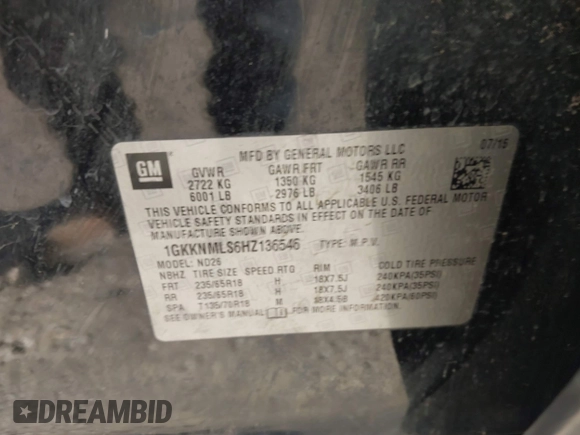 MFD BY GENERAL MOTORS LLC
GM
GVWR GAWR FRT GAWR RR
2722 KG 1350 KG 1545 KG
6001 LB 2976 LB 3406 LB
THIS VEHICLE CONFORMS TO ALL APPLICABLE U.S. FEDERAL MOTOR
VEHICLE SAFETY STANDARDS IN EFFECT ON THE DATE OF
MANUFACTURE SHOWN ABOVE.
1GKKNMLS6HZ136546 TYPE: M.P.V.
MODEL: ND26
NBHZ TIRE SIZE SPEED RTG RIM COLD TIRE PRESSURE
FRT 235/65R18 H 18X7.5J 240KPA(35PSI)
RR 235/65R18 H 18X7.5J 240KPA(35PSI)
SPA T135/70R18 M 18X4.5B 420KPA(60PSI)
SEE OWNER'S MANUAL FOR MORE INFORMATION.
DREAMBID